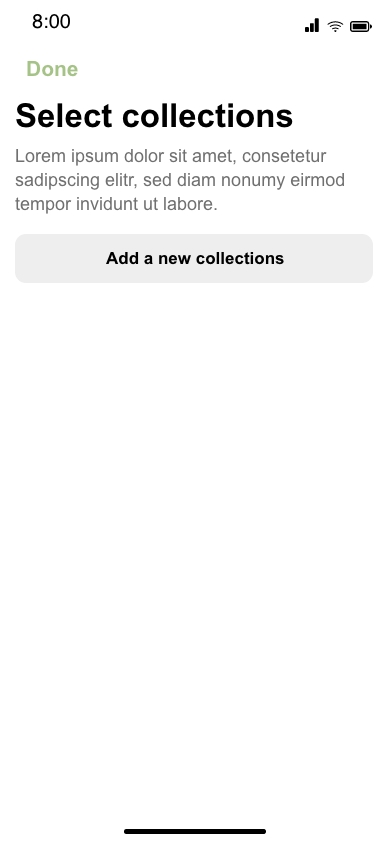 8:00
Done
Select collections
Lorem ipsum dolor sit amet, consetetur
sadipscing elitr, sed diam nonumy eirmod
tempor invidunt ut labore.
Add a new collections